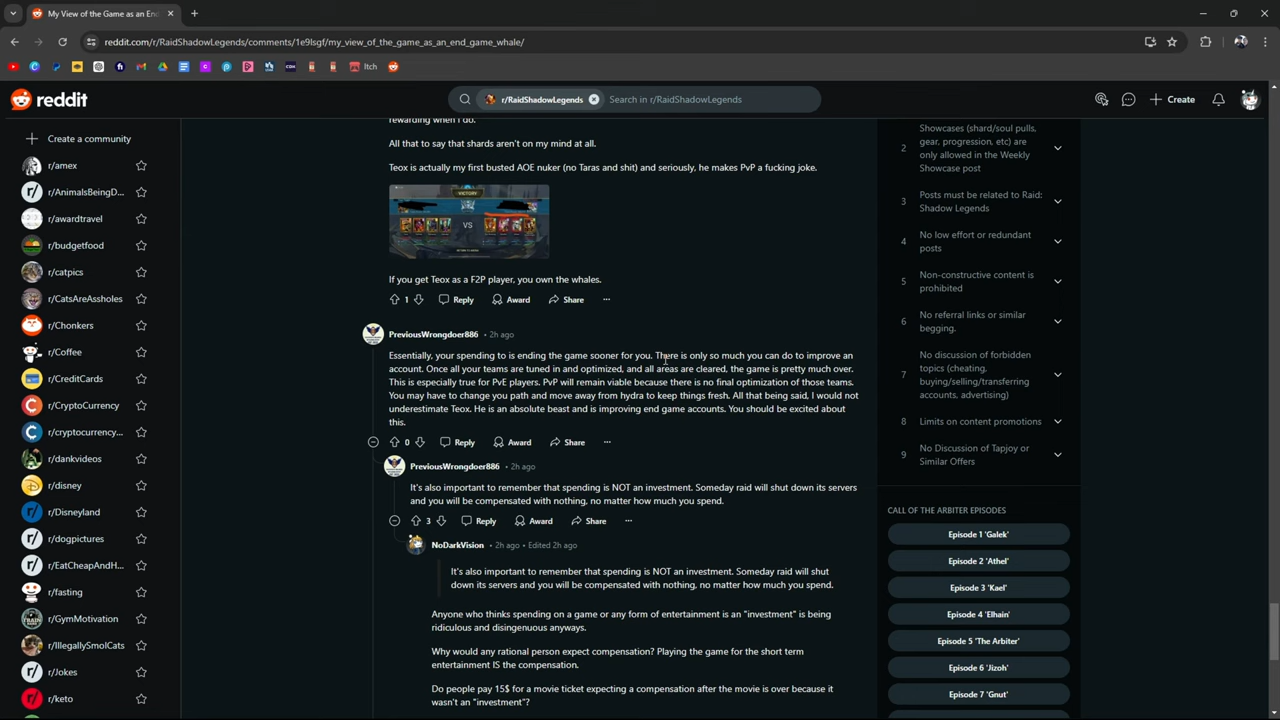 My View of the Game as an En
reddit.com/r/RaidShadowLegends/comments/1e9lsgf/my_view_of_the_game_as_an_end_game_whale/
Itch
reddit
r/RaidShadowLegends
Search in r/RaidShadowLegends
Create
Create a community
r/amex
r/AnimalsBeingD...
r/awardtravel
r/budgetfood
r/catpics
r/CatsAreAssholes
r/Chonkers
r/Coffee
r/CreditCards
r/CryptoCurrency
r/cryptocurrency...
r/dankvideos
r/disney
r/Disneyland
r/dogpictures
r/EatCheapAndH...
r/fasting
r/GymMotivation
r/IllegallySmolCats
r/Jokes
r/keto
rewarding when I do.
All that to say that shards aren't on my mind at all.
Teox is actually my first busted AOE nuker (no Taras and shit) and seriously, he makes PvP a fucking joke.
VICTORY
VS
If you get Teox as a F2P player, you own the whales.
1 Reply Award Share ...
PreviousWrongdoer886 • 2h ago
Essentially, your spending to is ending the game sooner for you. There is only so much you can do to improve an
account. Once all your teams are tuned in and optimized, and all areas are cleared, the game is pretty much over.
This is especially true for PvE players. PvP will remain viable because there is no final optimization of those teams.
You may have to change you path and move away from hydra to keep things fresh. All that being said, I would not
underestimate Teox. He is an absolute beast and is improving end game accounts. You should be excited about
this.
0 Reply Award Share ...
PreviousWrongdoer886 • 2h ago
It's also important to remember that spending is NOT an investment. Someday raid will shut down its servers
and you will be compensated with nothing, no matter how much you spend.
3 Reply Award Share ...
NoDarkVision • 2h ago • Edited 2h ago
It's also important to remember that spending is NOT an investment. Someday raid will shut
down its servers and you will be compensated with nothing, no matter how much you spend.
Anyone who thinks spending on a game or any form of entertainment is an "investment" is being
ridiculous and disingenuous anyways.
Why would any rational person expect compensation? Playing the game for the short term
entertainment IS the compensation.
Do people pay 15$ for a movie ticket expecting a compensation after the movie is over because it
wasn't an "investment"?
2 Showcases (shard/soul pulls,
gear, progression, etc) are
only allowed in the Weekly
Showcase post
3 Posts must be related to Raid:
Shadow Legends
4 No low effort or redundant
posts
5 Non-constructive content is
prohibited
6 No referral links or similar
begging.
7 No discussion of forbidden
topics (cheating,
buying/selling/transferring
accounts, advertising)
8 Limits on content promotions
9 No Discussion of Tapjoy or
Similar Offers
CALL OF THE ARBITER EPISODES
Episode 1 'Galek'
Episode 2 'Athel'
Episode 3 'Kael'
Episode 4 'Elhain'
Episode 5 'The Arbiter'
Episode 6 'Jizoh'
Episode 7 'Gnut'